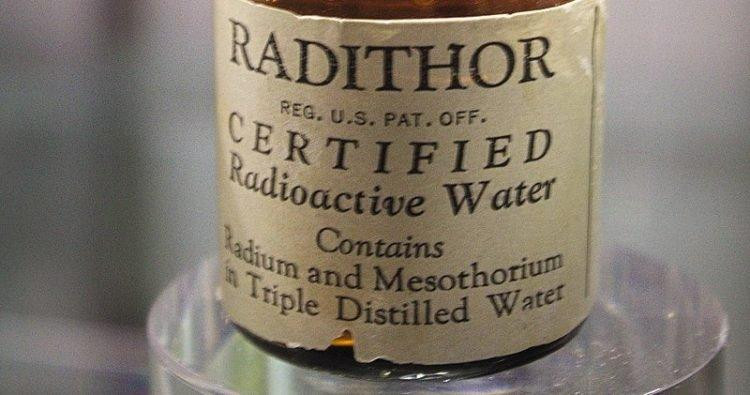 RADITHOR
REG. U.S. PAT. OFF.
CERTIFIED
Radioactive Water
Contains
Radium and Mesothorium
in Triple Distilled Water